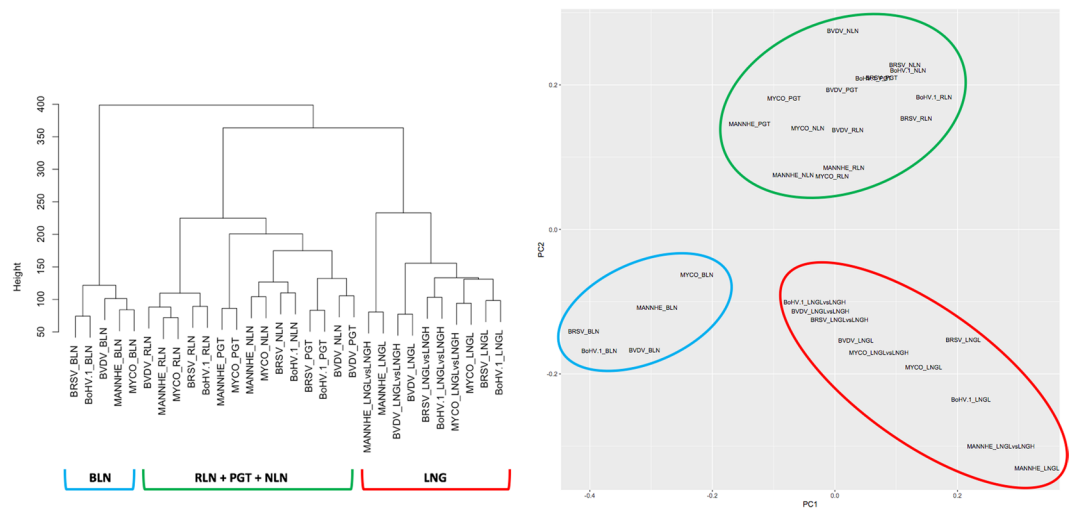 Height
400
350
300
250
200
150
100
50
BRSV_BLN
BoHV.1_BLN
BVDV_BLN
MANNHE_BLN
MYCO_BLN
BVDV_RLN
MANNHE_RLN
MYCO_RLN
BRSV_RLN
BoHV.1_RLN
MANNHE_PGT
MYCO_PGT
MANNHE_NLN
MYCO_NLN
BRSV_NLN
BoHV.1_NLN
BRSV_PGT
BoHV.1_PGT
BVDV_NLN
BVDV_PGT
MANNHE_LNGLvsLNGH
MANNHE_LNGL
BVDV_LNGLvsLNGH
BVDV_LNGL
BRSV_LNGLvsLNGH
BoHV.1_LNGLvsLNGH
MYCO_LNGLvsLNGH
MYCO_LNGL
BRSV_LNGL
BoHV.1_LNGL
BLN
RLN + PGT + NLN
LNG
PC2
0.2
0.0
-0.2
-0.4
BVDV_NLN
BRSV_NLN
BoHV.1_NLN
BoHV.1_PGT
BRSV_PGT
BVDV_PGT
MYCO_PGT
BoHV.1_RLN
BRSV_RLN
MANNHE_PGT
MYCO_NLN
BVDV_RLN
MANNHE_RLN
MANNHE_NLN
MYCO_RLN
MYCO_BLN
MANNHE_BLN
BRSV_BLN
BoHV.1_BLN
BVDV_BLN
BoHV.1_LNGLvsLNGH
BVDV_LNGLvsLNGH
BRSV_LNGLvsLNGH
BVDV_LNGL
BRSV_LNGL
MYCO_LNGLvsLNGH
MYCO_LNGL
BoHV.1_LNGL
MANNHE_LNGLvsLNGH
MANNHE_LNGL
-0.4
-0.2
0.0
0.2
PC1